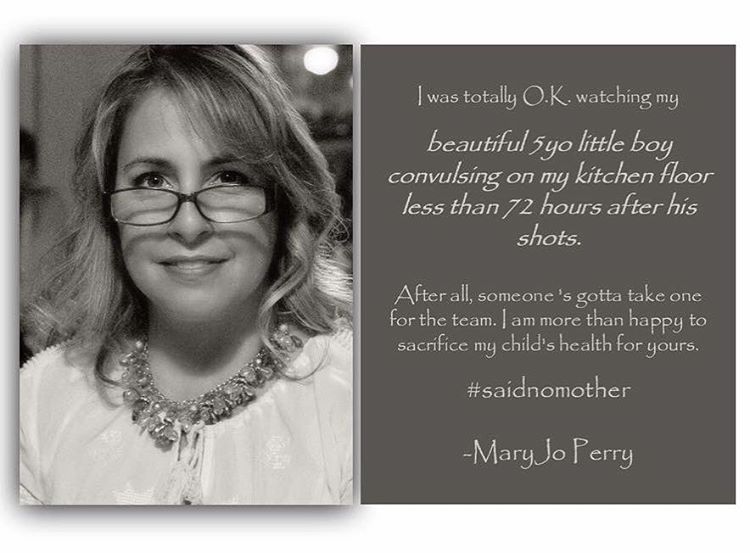 I was totally O.K. watching my
beautiful 5yo little boy
convulsing on my kitchen floor
less than 72 hours after his
shots.
After all, someone 's gotta take one
for the team. I am more than happy to
sacrifice my child's health for yours.
#saidnomother
-Mary Jo Perry